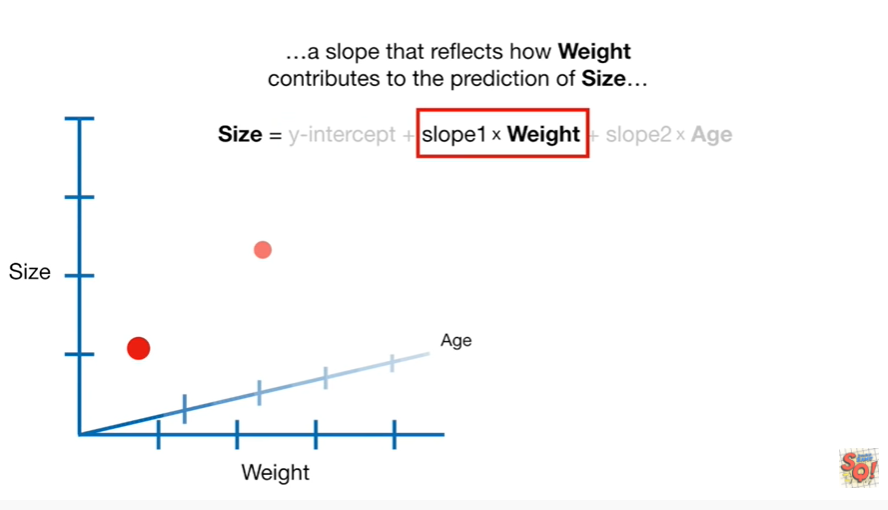 …a slope that reflects how Weight
contributes to the prediction of Size…
Size = y-intercept + slope1 × Weight + slope2 × Age
Size
Age
Weight
SO!